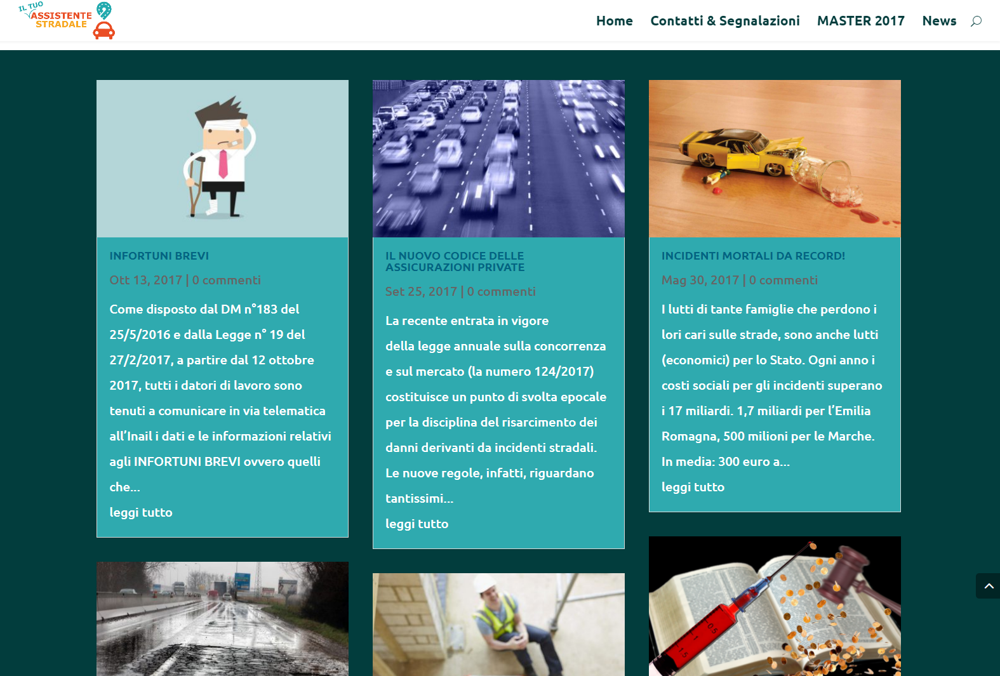 IL TUO
ASSISTENTE
STRADALE
Home
Contatti & Segnalazioni
MASTER 2017
News
INFORTUNI BREVI
Ott 13, 2017 | 0 commenti
Come disposto dal DM n°183 del
25/5/2016 e dalla Legge n° 19 del
27/2/2017, a partire dal 12 ottobre
2017, tutti i datori di lavoro sono
tenuti a comunicare in via telematica
all’Inail i dati e le informazioni relativi
agli INFORTUNI BREVI ovvero quelli
che...
leggi tutto
IL NUOVO CODICE DELLE
ASSICURAZIONI PRIVATE
Set 25, 2017 | 0 commenti
La recente entrata in vigore
della legge annuale sulla concorrenza
e sul mercato (la numero 124/2017)
costituisce un punto di svolta epocale
per la disciplina del risarcimento dei
danni derivanti da incidenti stradali.
Le nuove regole, infatti, riguardano
tantissimi...
leggi tutto
INCIDENTI MORTALI DA RECORD!
Mag 30, 2017 | 0 commenti
I lutti di tante famiglie che perdono i
lori cari sulle strade, sono anche lutti
(economici) per lo Stato. Ogni anno i
costi sociali per gli incidenti superano
i 17 miliardi. 1,7 miliardi per l’Emilia
Romagna, 500 milioni per le Marche.
In media: 300 euro a...
leggi tutto